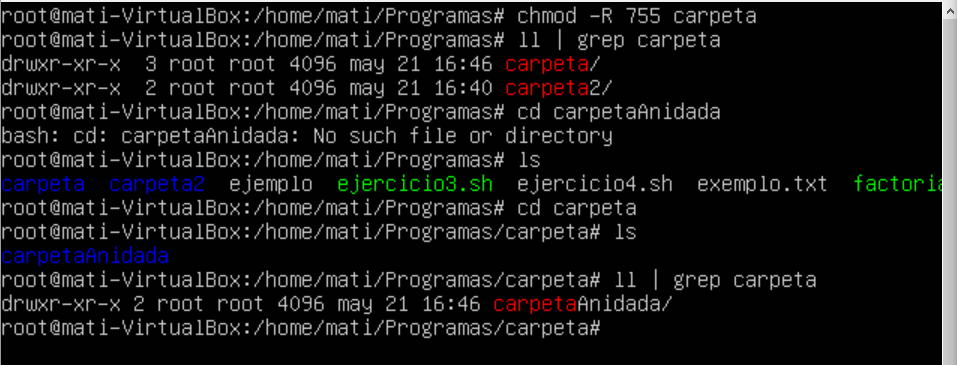 root@mati-VirtualBox:/home/mati/Programas# chmod -R 755 carpeta
root@mati-VirtualBox:/home/mati/Programas# ll | grep carpeta
drwxr-xr-x  3 root root 4096 may 21 16:46 carpeta/
drwxr-xr-x  2 root root 4096 may 21 16:40 carpeta2/
root@mati-VirtualBox:/home/mati/Programas# cd carpetaAnidada
bash: cd: carpetaAnidada: No such file or directory
root@mati-VirtualBox:/home/mati/Programas# ls
carpeta  carpeta2  ejemplo  ejercicio3.sh  ejercicio4.sh  exemplo.txt  factoria
root@mati-VirtualBox:/home/mati/Programas# cd carpeta
root@mati-VirtualBox:/home/mati/Programas/carpeta# ls
carpetaAnidada
root@mati-VirtualBox:/home/mati/Programas/carpeta# ll | grep carpeta
drwxr-xr-x 2 root root 4096 may 21 16:46 carpetaAnidada/
root@mati-VirtualBox:/home/mati/Programas/carpeta#